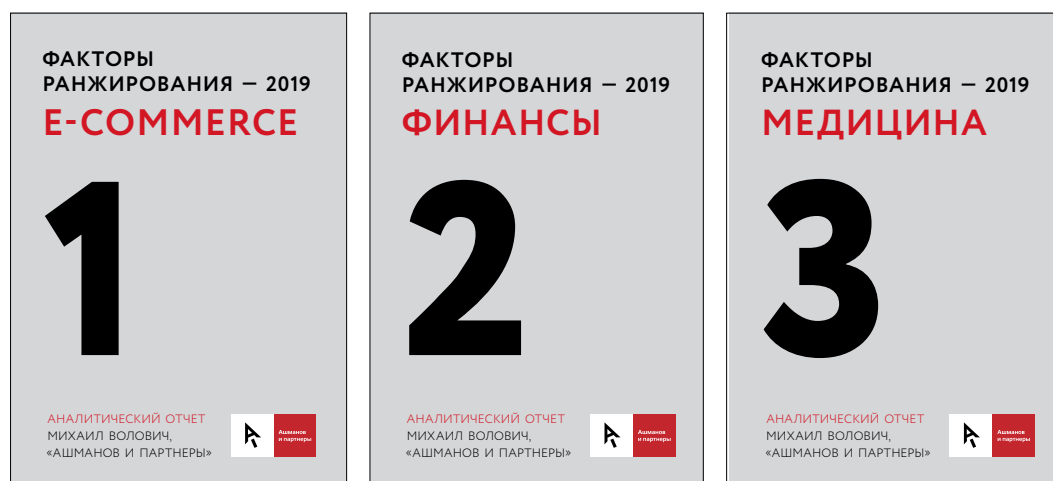 ФАКТОРЫ
РАНЖИРОВАНИЯ — 2019
E-COMMERCE
1
АНАЛИТИЧЕСКИЙ ОТЧЕТ
МИХАИЛ ВОЛОВИЧ,
«АШМАНОВ И ПАРТНЕРЫ»
Ашманов
и партнеры
ФАКТОРЫ
РАНЖИРОВАНИЯ — 2019
ФИНАНСЫ
2
АНАЛИТИЧЕСКИЙ ОТЧЕТ
МИХАИЛ ВОЛОВИЧ,
«АШМАНОВ И ПАРТНЕРЫ»
Ашманов
и партнеры
ФАКТОРЫ
РАНЖИРОВАНИЯ — 2019
МЕДИЦИНА
3
АНАЛИТИЧЕСКИЙ ОТЧЕТ
МИХАИЛ ВОЛОВИЧ,
«АШМАНОВ И ПАРТНЕРЫ»
Ашманов
и партнеры